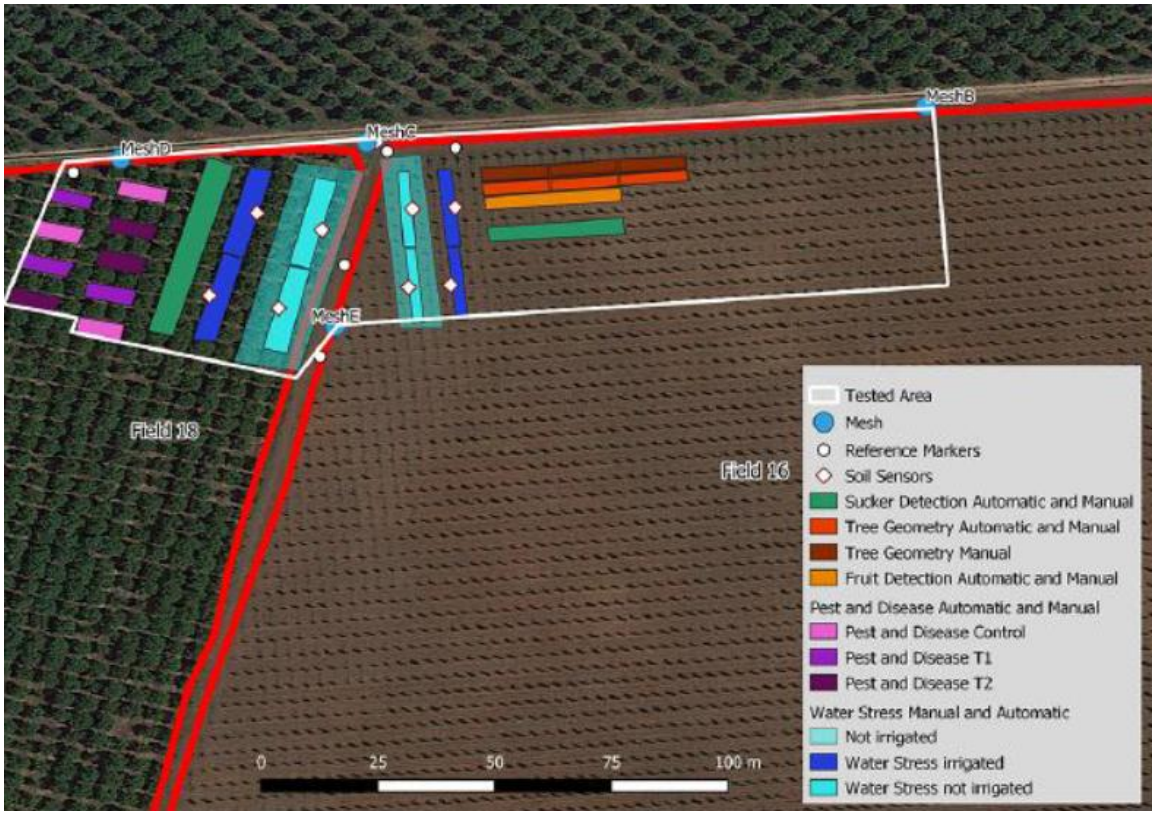 MeshB
MeshC
MeshD
MeshE
Field 18
Field 16
Tested Area
Mesh
Reference Markers
Soil Sensors
Sucker Detection Automatic and Manual
Tree Geometry Automatic and Manual
Tree Geometry Manual
Fruit Detection Automatic and Manual
Pest and Disease Automatic and Manual
Pest and Disease Control
Pest and Disease T1
Pest and Disease T2
Water Stress Manual and Automatic
Not irrigated
Water Stress irrigated
Water Stress not irrigated
0 25 50 75 100 m